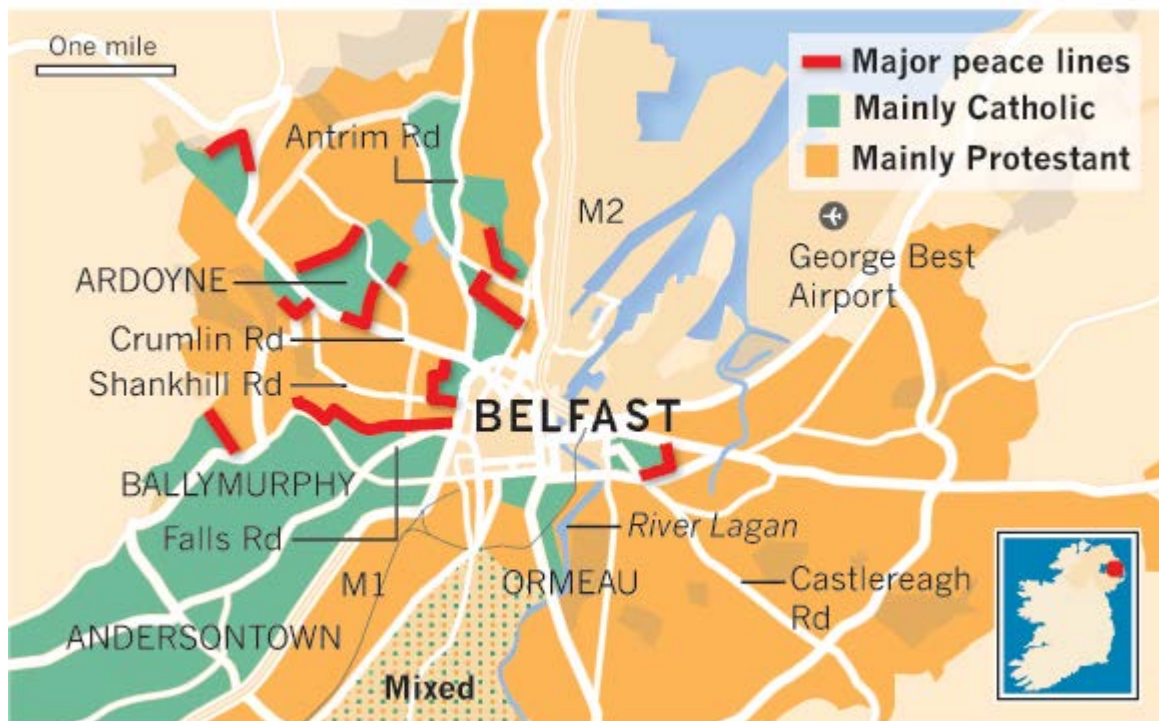 One mile
Major peace lines
Mainly Catholic
Mainly Protestant
Antrim Rd
M2
George Best
Airport
ARDOYNE
Crumlin Rd
Shankhill Rd
BELFAST
BALLYMURPHY
Falls Rd
River Lagan
M1
ORMEAU
Castlereagh
Rd
ANDERSONTOWN
Mixed